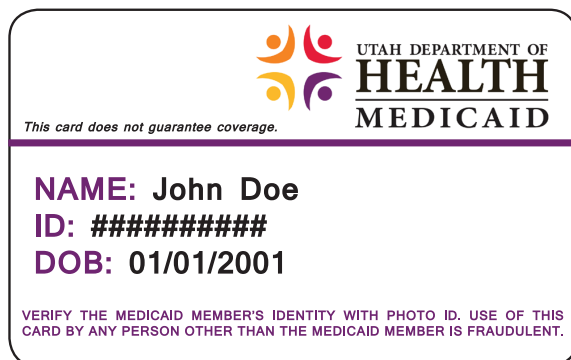 UTAH DEPARTMENT OF
HEALTH
MEDICAID
This card does not guarantee coverage.
NAME: John Doe
ID: ##########
DOB: 01/01/2001
VERIFY THE MEDICAID MEMBER'S IDENTITY WITH PHOTO ID. USE OF THIS
CARD BY ANY PERSON OTHER THAN THE MEDICAID MEMBER IS FRAUDULENT.